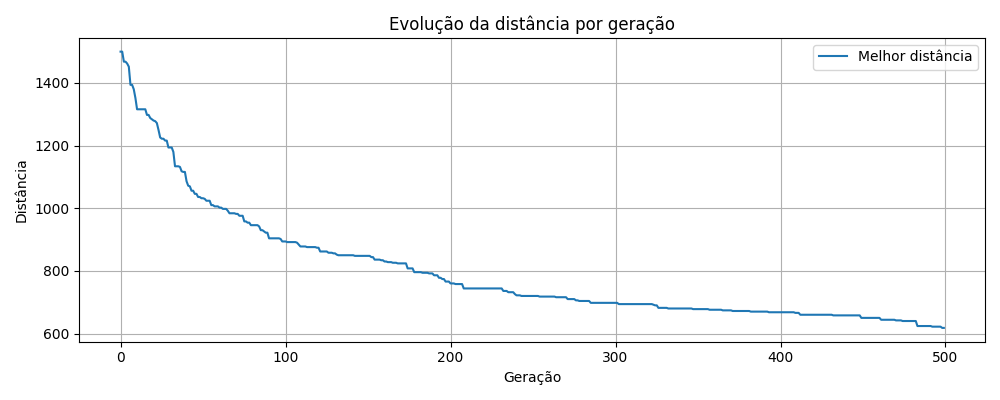 Evolução da distância por geração
Melhor distância
1400
1200
1000
800
600
Distância
0 100 200 300 400 500
Geração